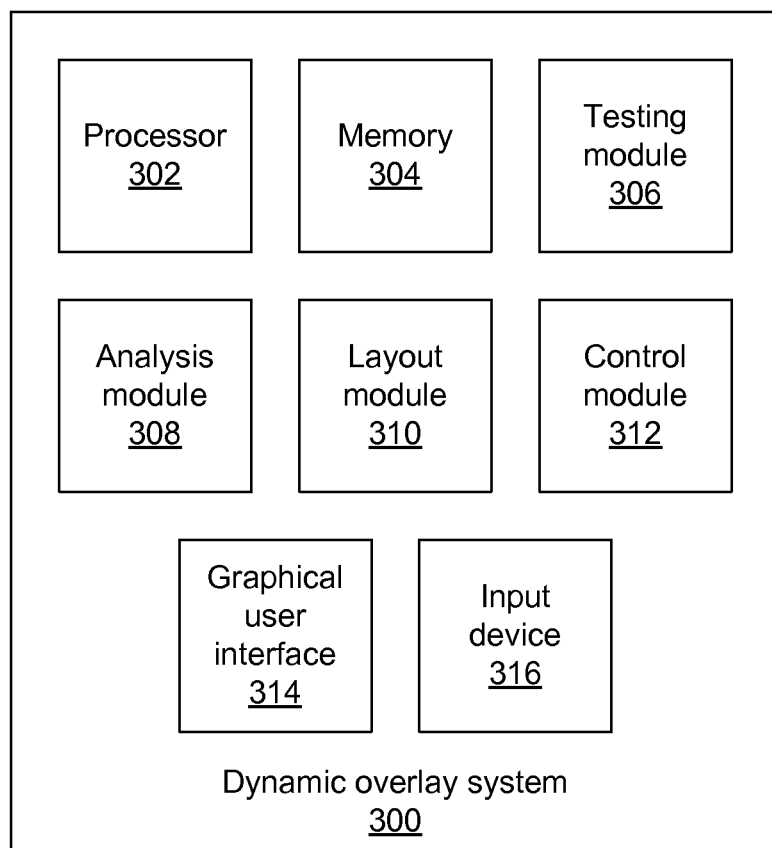 Processor
302
Memory
304
Testing
module
306
Analysis
module
308
Layout
module
310
Control
module
312
Graphical
user
interface
314
Input
device
316
Dynamic overlay system
300